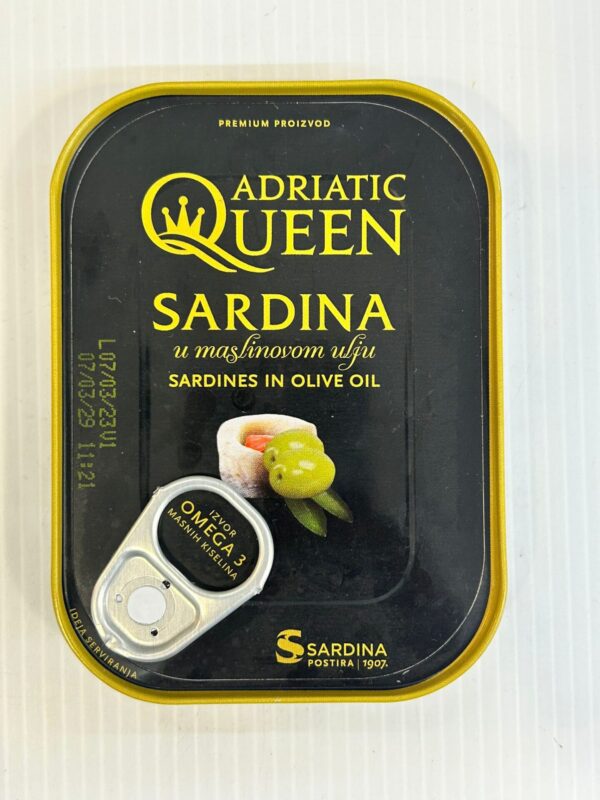 PREMIUM PROIZVOD
ADRIATIC
QUEEN
SARDINA
u maslinovom ulju
SARDINES IN OLIVE OIL
L07/03/23V1
07/03/29 11:21
IZVOR
OMEGA 3
MASNIH KISELINA
IDEJA SERVIRANJA
S SARDINA
POSTIRA | 1907.